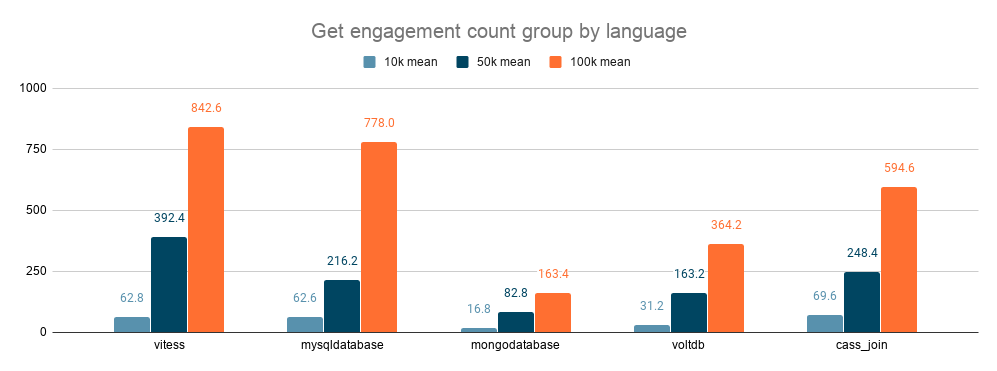 Get engagement count group by language
10k mean 50k mean 100k mean
1000
750
500
250
0
62.8 392.4 842.6
62.6 216.2 778.0
16.8 82.8 163.4
31.2 163.2 364.2
69.6 248.4 594.6
vitess mysqldatabase mongodatabase voltdb cass_join